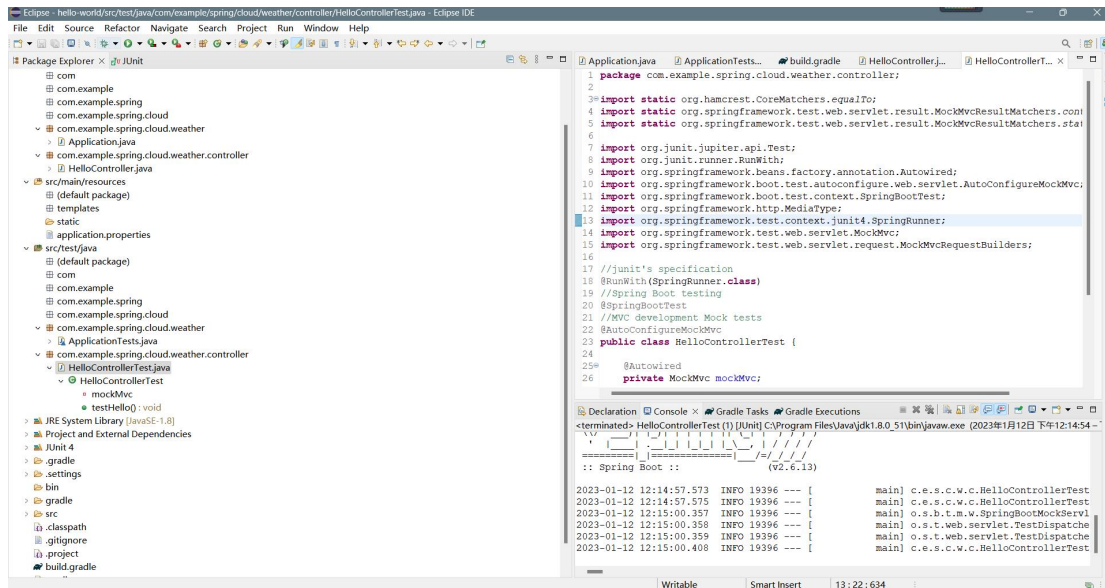 Eclipse - hello-world/src/test/java/com/example/spring/cloud/weather/controller/HelloControllerTest.java - Eclipse IDE
File Edit Source Refactor Navigate Search Project Run Window Help
Package Explorer × JUnit
com
com.example
com.example.spring
com.example.spring.cloud
com.example.spring.cloud.weather
Application.java
com.example.spring.cloud.weather.controller
HelloController.java
src/main/resources
(default package)
templates
static
application.properties
src/test/java
(default package)
com
com.example
com.example.spring
com.example.spring.cloud
com.example.spring.cloud.weather
ApplicationTests.java
com.example.spring.cloud.weather.controller
HelloControllerTest.java
HelloControllerTest
mockMvc
testHello() : void
JRE System Library [JavaSE-1.8]
Project and External Dependencies
JUnit 4
.gradle
.settings
bin
gradle
src
.classpath
.gitignore
.project
build.gradle
Application.java ApplicationTests... build.gradle HelloController.j... HelloControllerT... ×
1 package com.example.spring.cloud.weather.controller;
2
3 import static org.hamcrest.CoreMatchers.equalTo;
4 import static org.springframework.test.web.servlet.result.MockMvcResultMatchers.cont
5 import static org.springframework.test.web.servlet.result.MockMvcResultMatchers.stat
6
7 import org.junit.jupiter.api.Test;
8 import org.junit.runner.RunWith;
9 import org.springframework.beans.factory.annotation.Autowired;
10 import org.springframework.boot.test.autoconfigure.web.servlet.AutoConfigureMockMvc;
11 import org.springframework.boot.test.context.SpringBootTest;
12 import org.springframework.http.MediaType;
13 import org.springframework.test.context.junit4.SpringRunner;
14 import org.springframework.test.web.servlet.MockMvc;
15 import org.springframework.test.web.servlet.request.MockMvcRequestBuilders;
16
17 //junit's specification
18 @RunWith(SpringRunner.class)
19 //Spring Boot testing
20 @SpringBootTest
21 //MVC development Mock tests
22 @AutoConfigureMockMvc
23 public class HelloControllerTest {
24
25 @Autowired
26 private MockMvc mockMvc;
Declaration Console × Gradle Tasks Gradle Executions
<terminated> HelloControllerTest (1) [JUnit] C:\Program Files\Java\jdk1.8.0_51\bin\javaw.exe (2023年1月12日 下午12:14:54 –
:: Spring Boot :: (v2.6.13)
2023-01-12 12:14:57.573 INFO 19396 --- [ main] c.e.s.c.w.c.HelloControllerTest
2023-01-12 12:14:57.575 INFO 19396 --- [ main] c.e.s.c.w.c.HelloControllerTest
2023-01-12 12:15:00.357 INFO 19396 --- [ main] o.s.b.t.m.w.SpringBootMockServl
2023-01-12 12:15:00.358 INFO 19396 --- [ main] o.s.t.web.servlet.TestDispatche
2023-01-12 12:15:00.359 INFO 19396 --- [ main] o.s.t.web.servlet.TestDispatche
2023-01-12 12:15:00.408 INFO 19396 --- [ main] c.e.s.c.w.c.HelloControllerTest
Writable Smart Insert 13 : 22 : 634